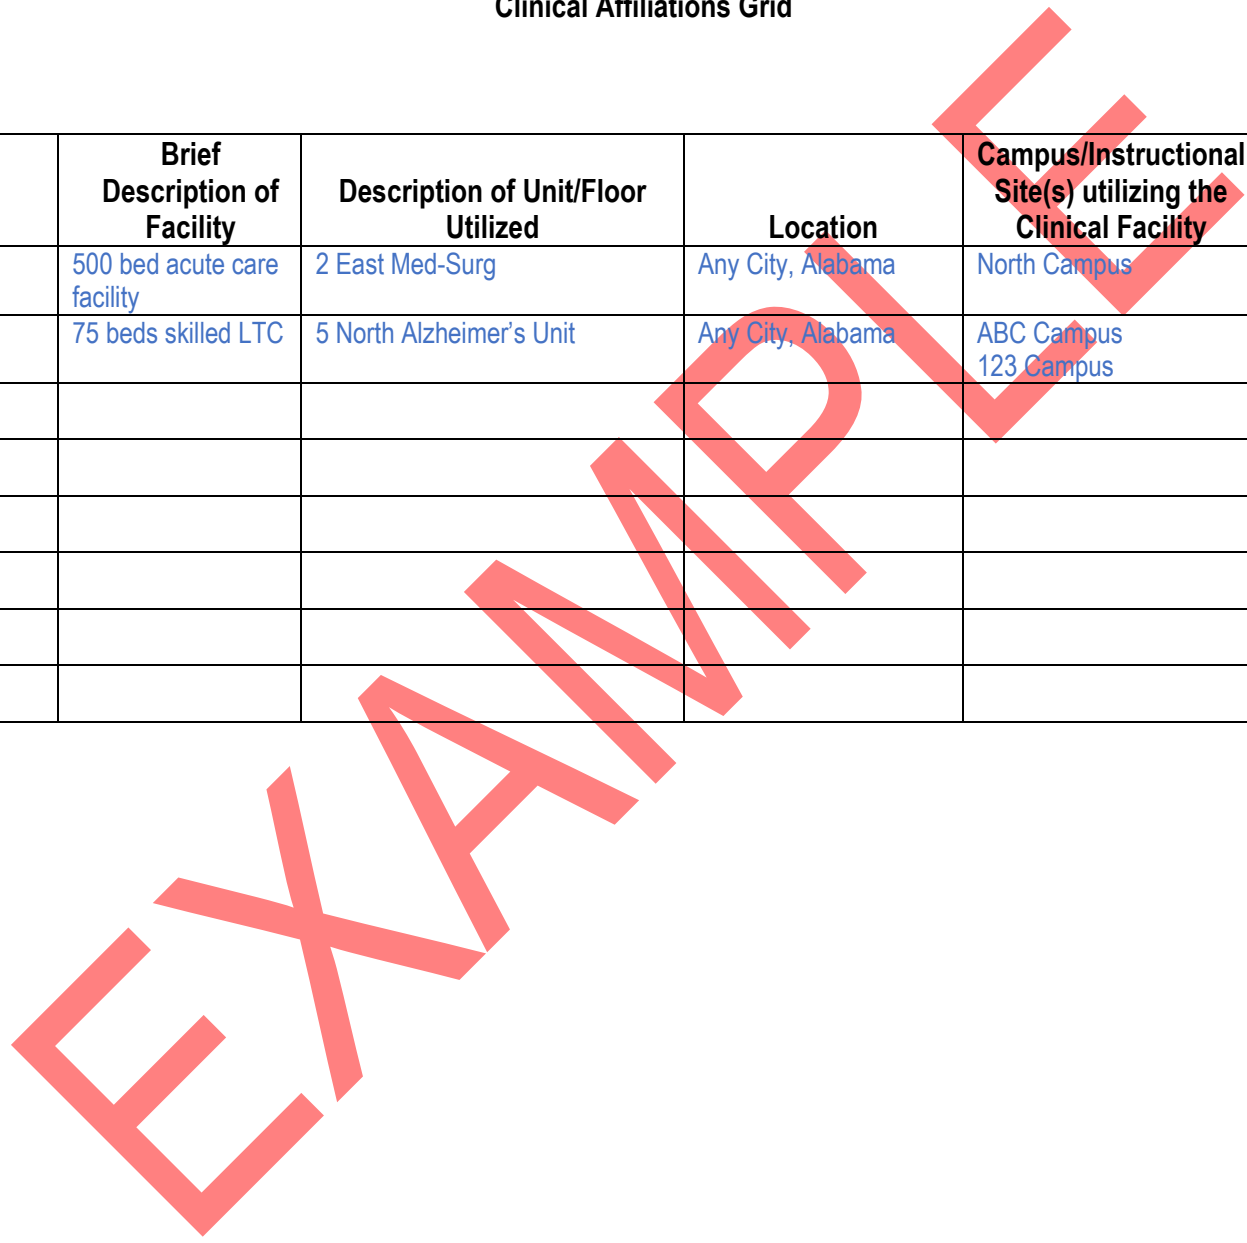 Clinical Affiliations Grid
Brief Description of Facility
Description of Unit/Floor Utilized
Location
Campus/Instructional Site(s) utilizing the Clinical Facility
500 bed acute care facility
2 East Med-Surg
Any City, Alabama
North Campus
75 beds skilled LTC
5 North Alzheimer's Unit
Any City, Alabama
ABC Campus
123 Campus
EXAMPLE